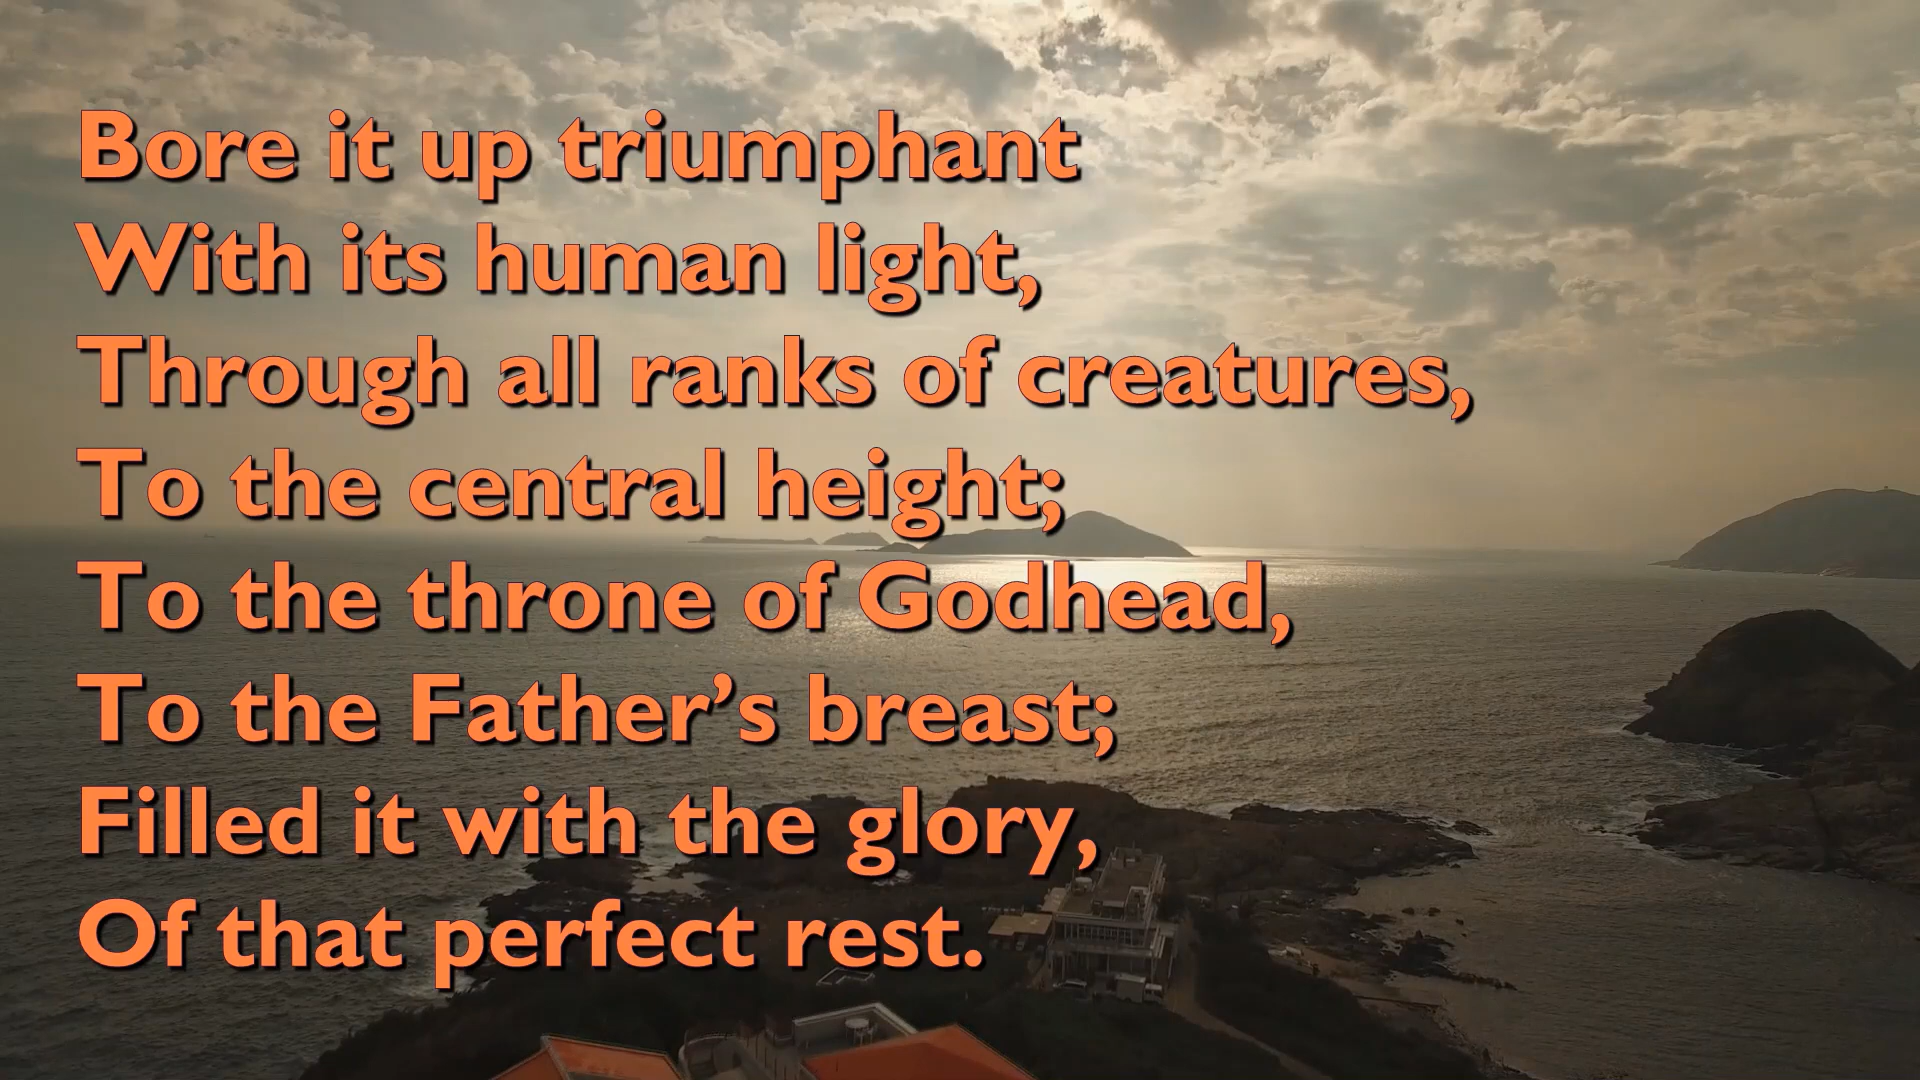 Bore it up triumphant
With its human light,
Through all ranks of creatures,
To the central height;
To the throne of Godhead,
To the Father’s breast;
Filled it with the glory,
Of that perfect rest.